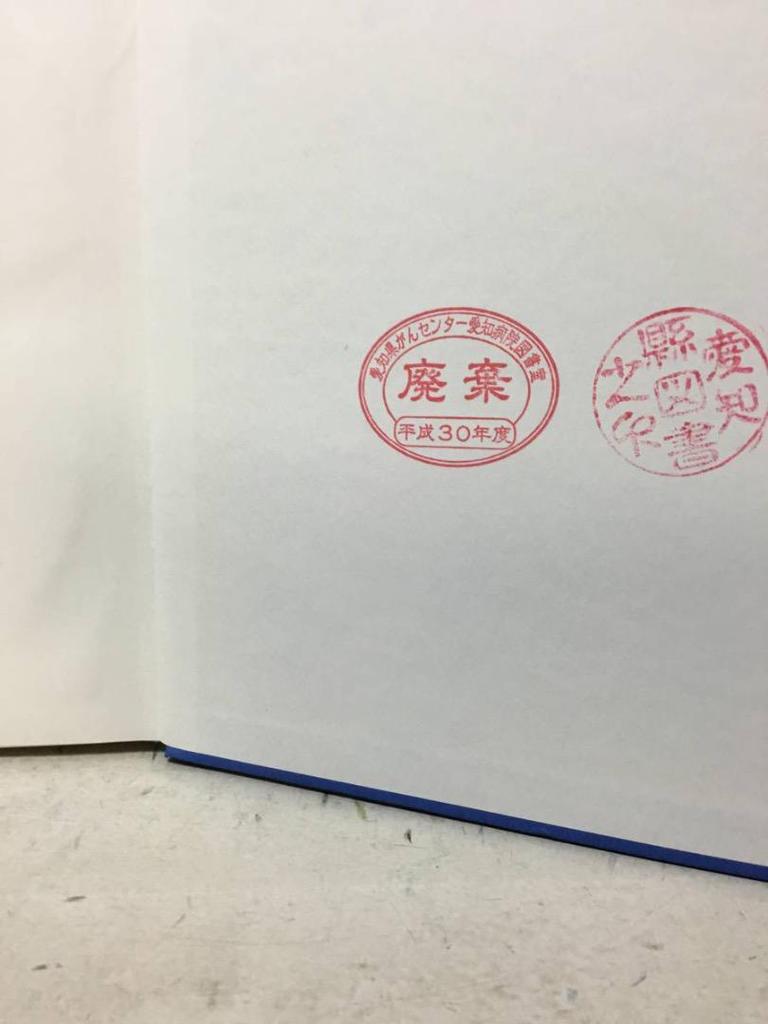 愛知県がんセンター愛知病院図書室
廃棄
平成30年度
愛知縣図書之印